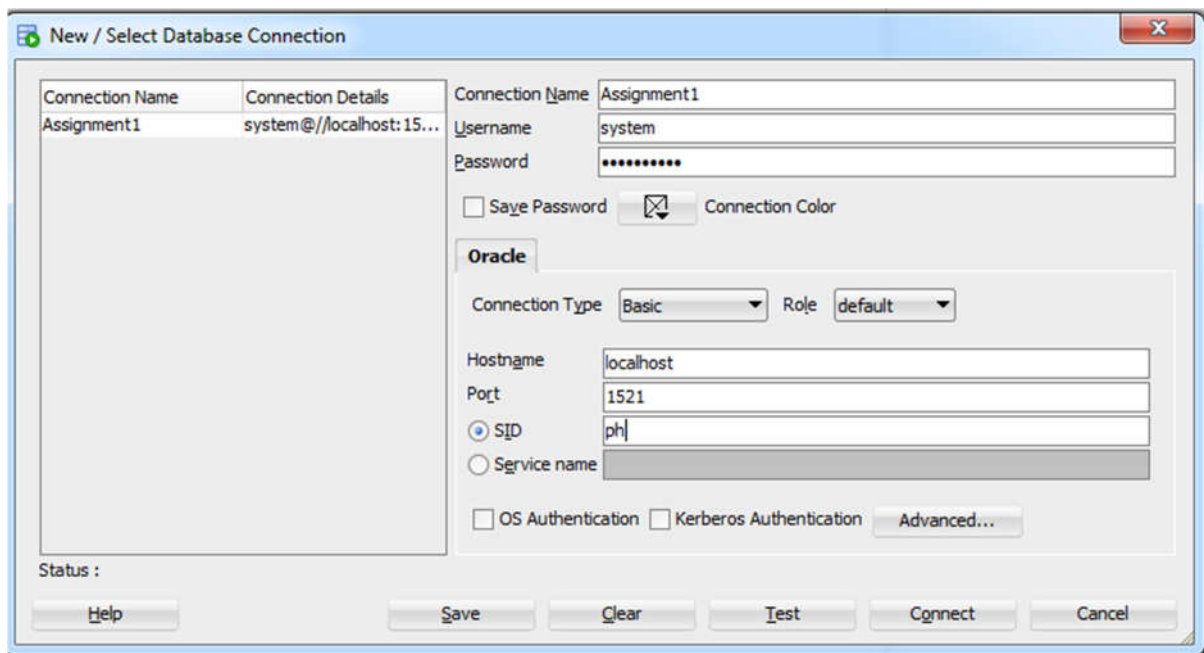 New / Select Database Connection
Connection Name Connection Details
Assignment1 system@//localhost:15...
Connection Name Assignment1
Username system
Password ••••••••••
Save Password Connection Color
Oracle
Connection Type Basic Role default
Hostname localhost
Port 1521
SID ph
Service name
OS Authentication Kerberos Authentication Advanced...
Status :
Help Save Clear Test Connect Cancel